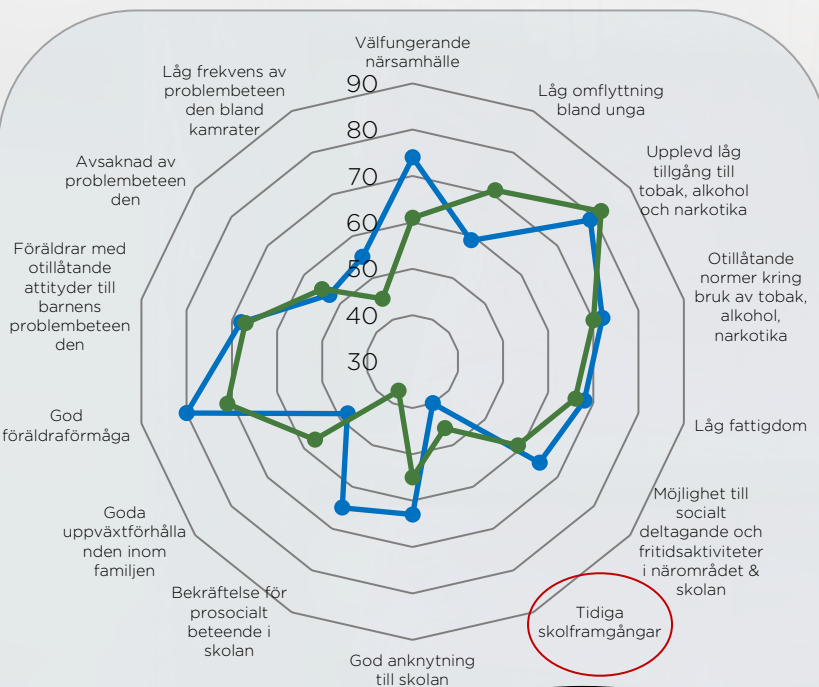 Välfungerande
närsamhälle
Låg omflyttning
bland unga
Upplevd låg
tillgång till
tobak, alkohol
och narkotika
Otillåtande
normer kring
bruk av tobak,
alkohol,
narkotika
Låg fattigdom
Möjlighet till
socialt
deltagande och
fritidsaktiviteter
i närområdet &
skolan
Tidiga
skolframgångar
God anknytning
till skolan
Bekräftelse för
prosocialt
beteende i
skolan
Goda
uppväxtförhålla
nden inom
familjen
God
föräldraförmåga
Föräldrar med
otillåtande
attityder till
barnens
problembeteen
den
Avsaknad av
problembeteen
den
Låg frekvens av
problembeteen
den bland
kamrater
90
80
70
60
50
40
30